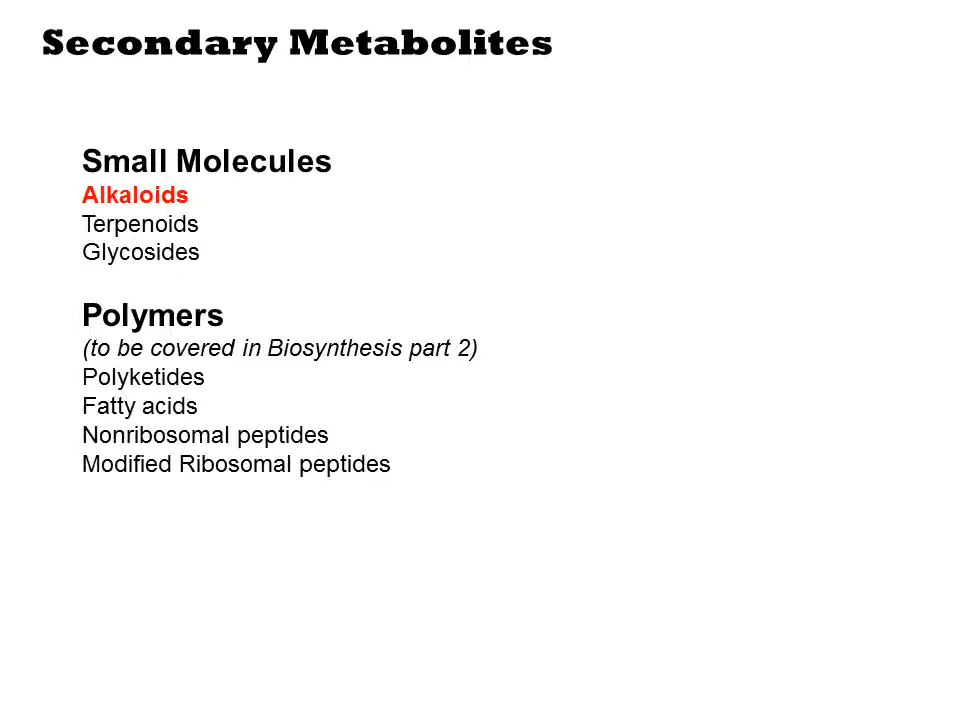 Secondary Metabolites
Small Molecules
Alkaloids
Terpenoids
Glycosides
Polymers
(to be covered in Biosynthesis part 2)
Polyketides
Fatty acids
Nonribosomal peptides
Modified Ribosomal peptides